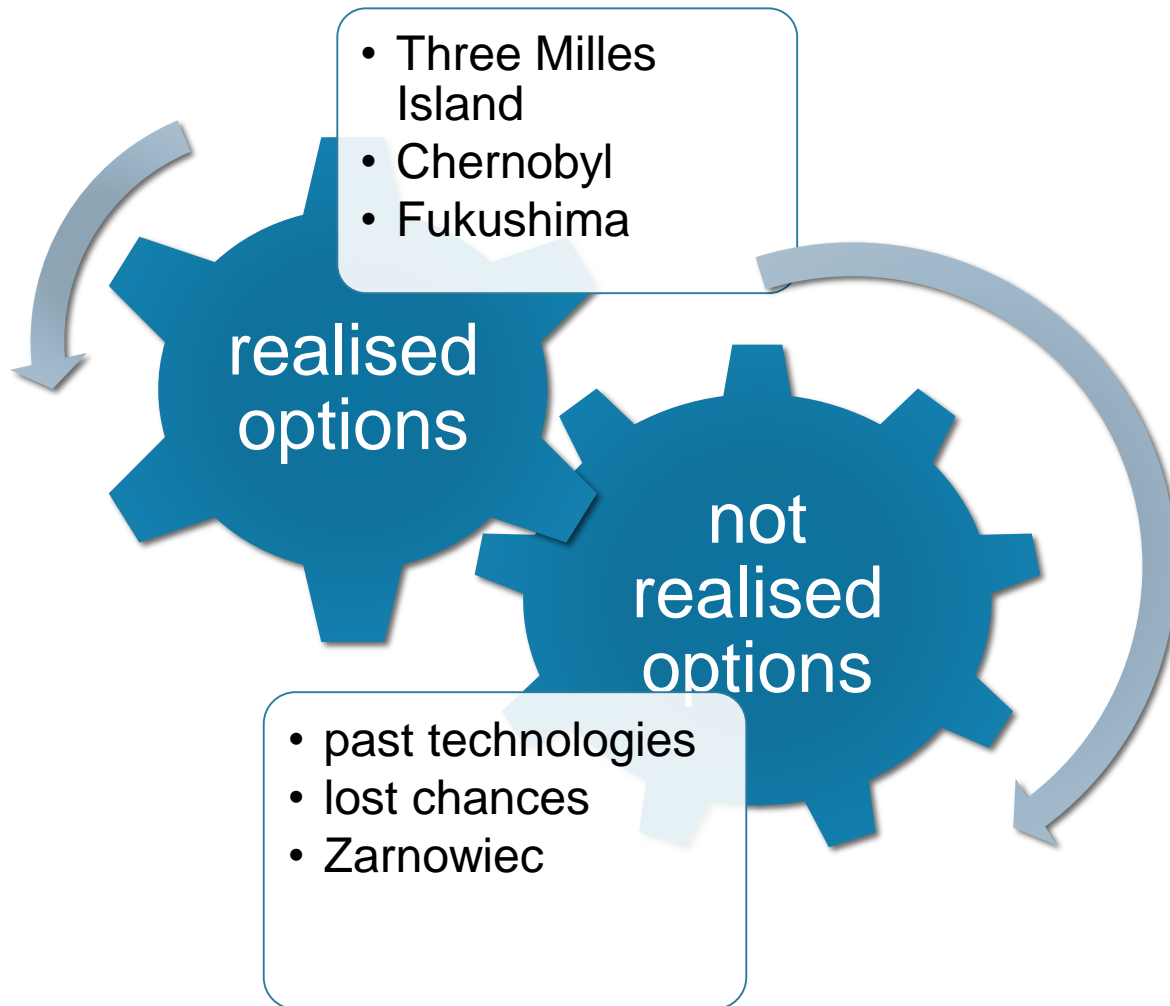 • Three Milles
Island
• Chernobyl
• Fukushima
realised
options
not
realised
options
• past technologies
• lost chances
• Zarnowiec